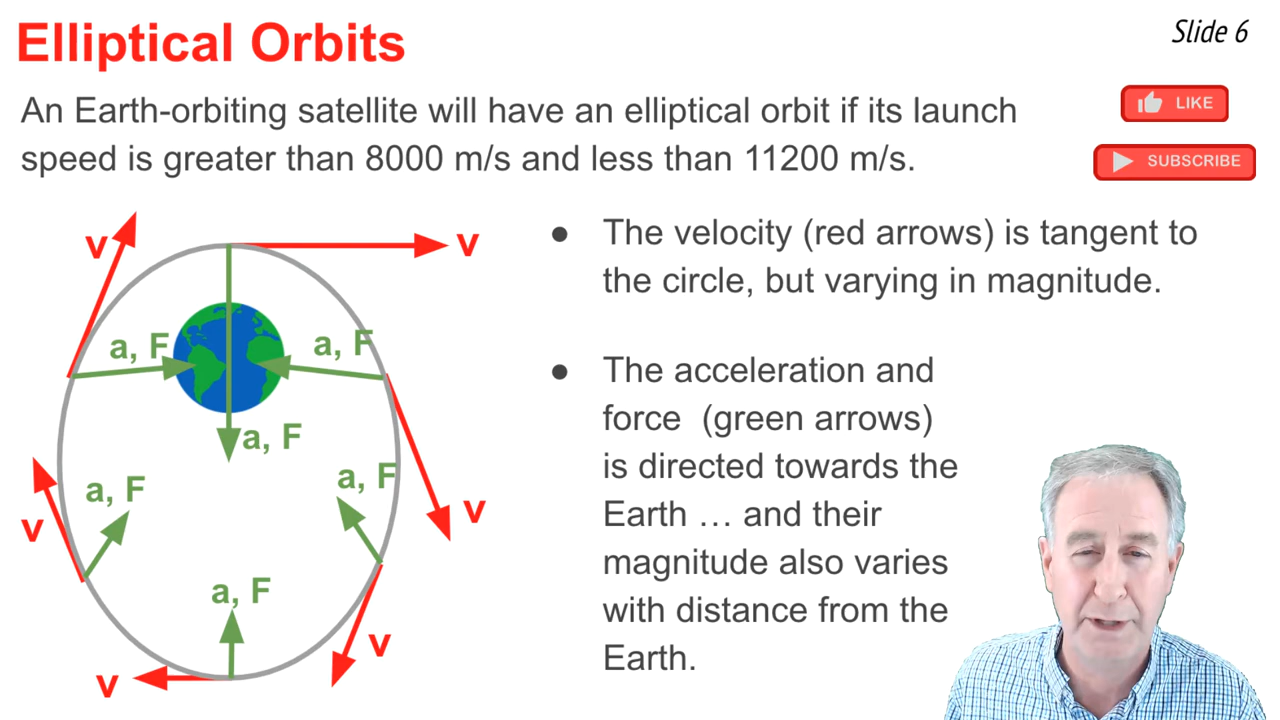 Elliptical Orbits
Slide 6
An Earth-orbiting satellite will have an elliptical orbit if its launch
speed is greater than 8000 m/s and less than 11200 m/s.
LIKE
SUBSCRIBE
v
v
a, F
a, F
a, F
a, F
a, F
v
v
a, F
v
v
● The velocity (red arrows) is tangent to
the circle, but varying in magnitude.
● The acceleration and
force (green arrows)
is directed towards the
Earth … and their
magnitude also varies
with distance from the
Earth.